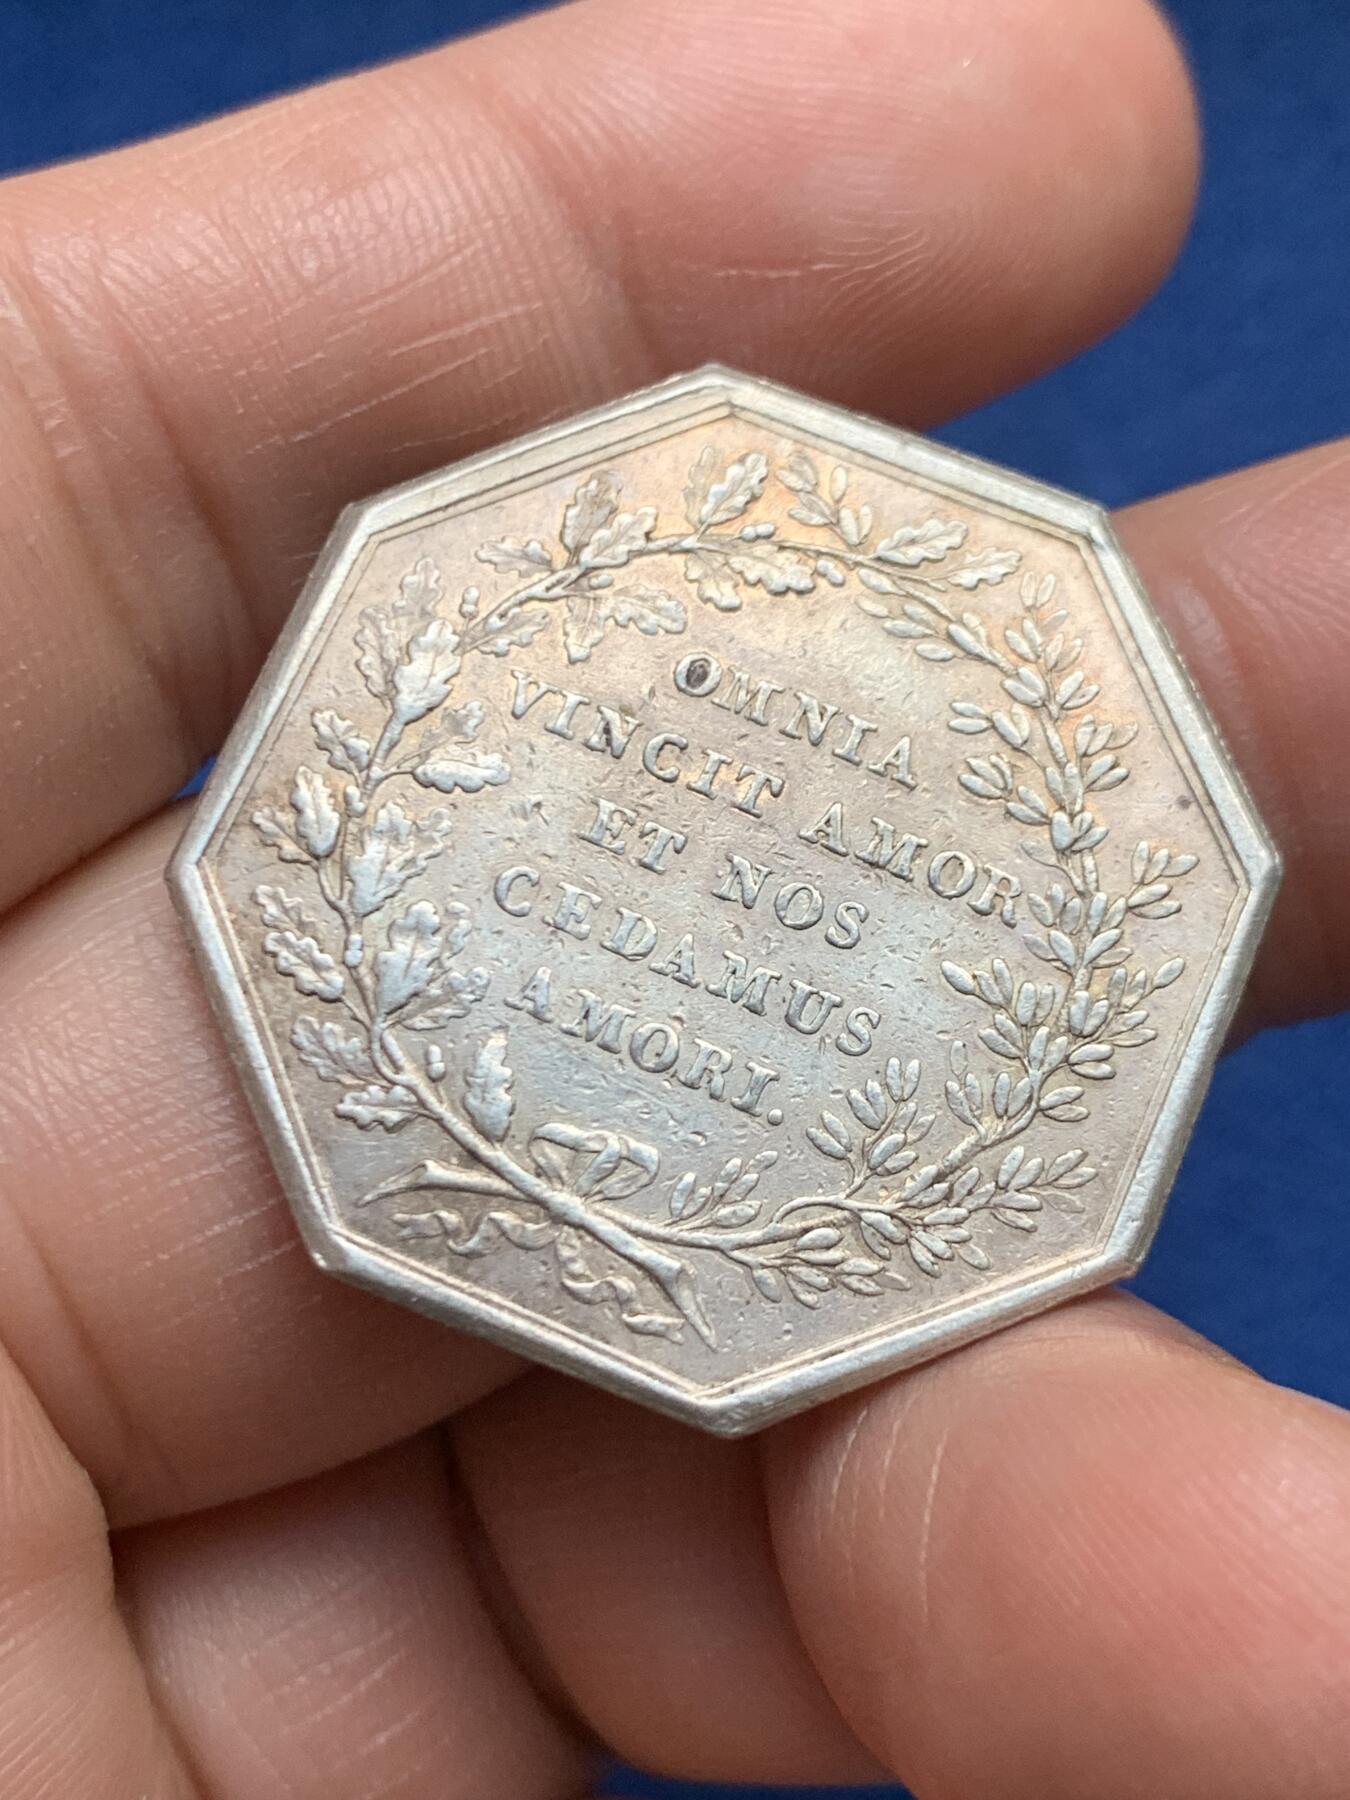 OMNIA
VINCIT AMOR
ET NOS
CEDAMUS
AMORI.